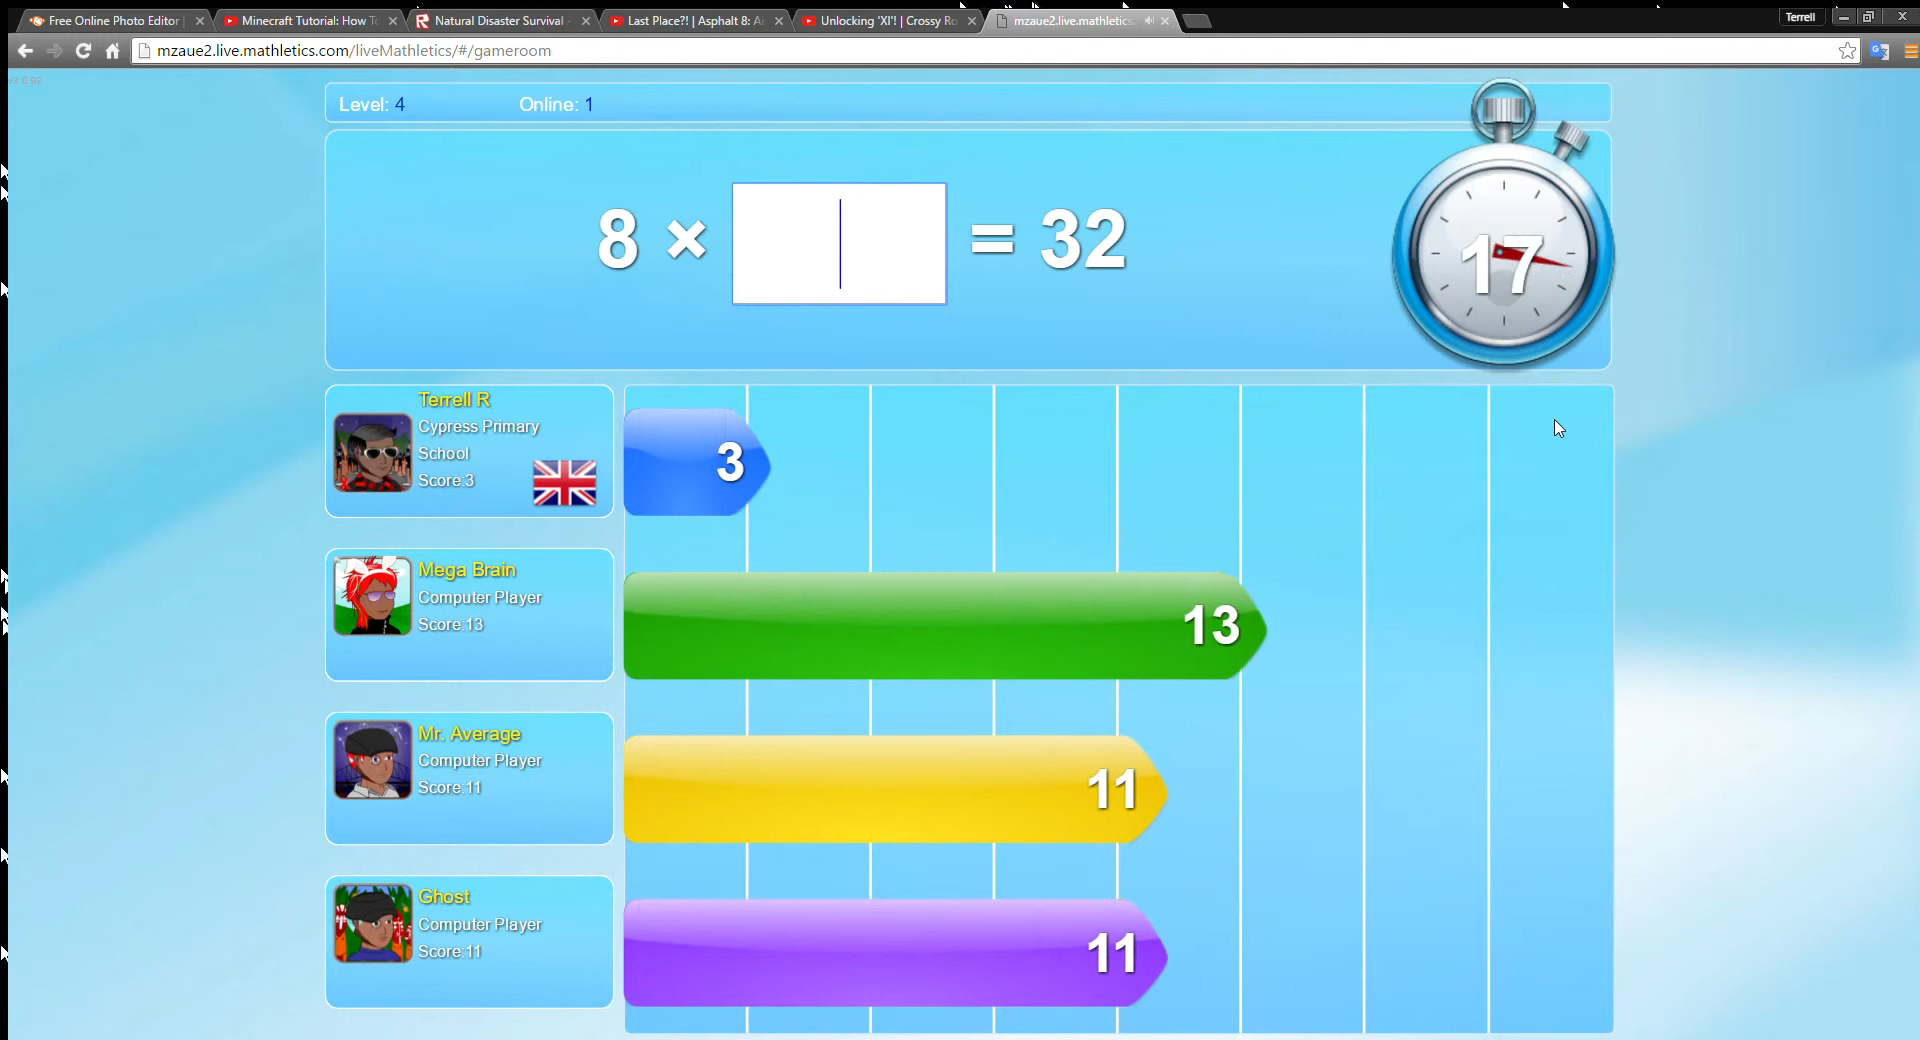 Free Online Photo Editor
Minecraft Tutorial: How To
Natural Disaster Survival -
Last Place?! | Asphalt 8: Ai
Unlocking 'XI'! | Crossy Ro
mzaue2.live.mathletics.
Terrell
mzaue2.live.mathletics.com/liveMathletics/#/gameroom
Level: 4
Online: 1
8 × = 32
17
Terrell R
Cypress Primary
School
Score:3
3
Mega Brain
Computer Player
Score:13
13
Mr. Average
Computer Player
Score:11
11
Ghost
Computer Player
Score:11
11